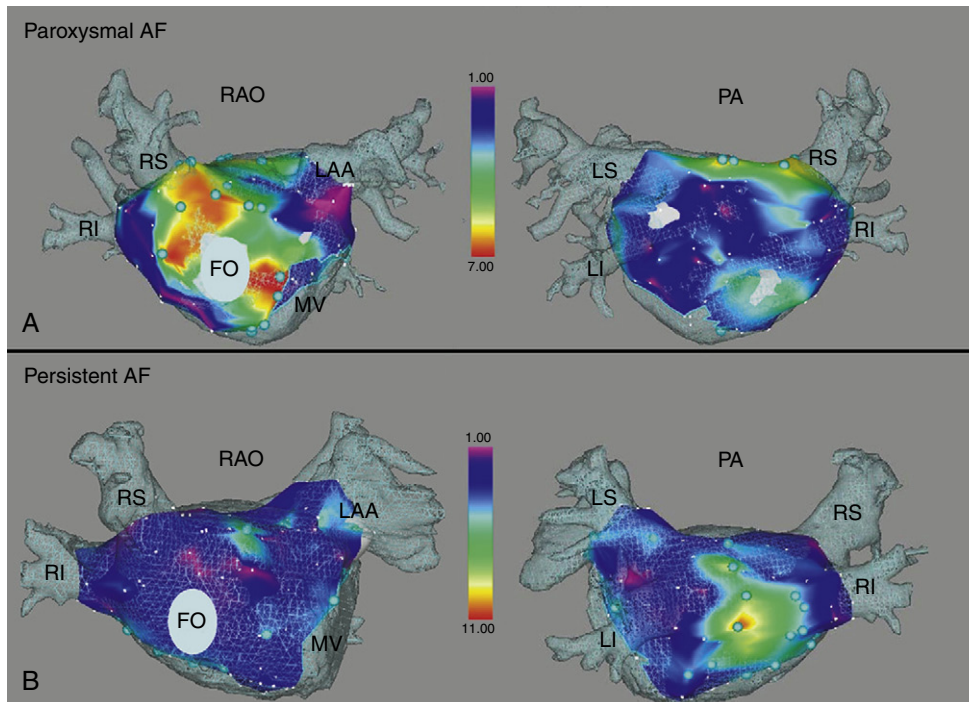 Paroxysmal AF
RAO
PA
1.00
7.00
RS
LAA
RI
FO
MV
LS
RS
RI
LI
A
Persistent AF
RAO
PA
1.00
11.00
RS
LAA
RI
FO
MV
LS
RS
RI
LI
B